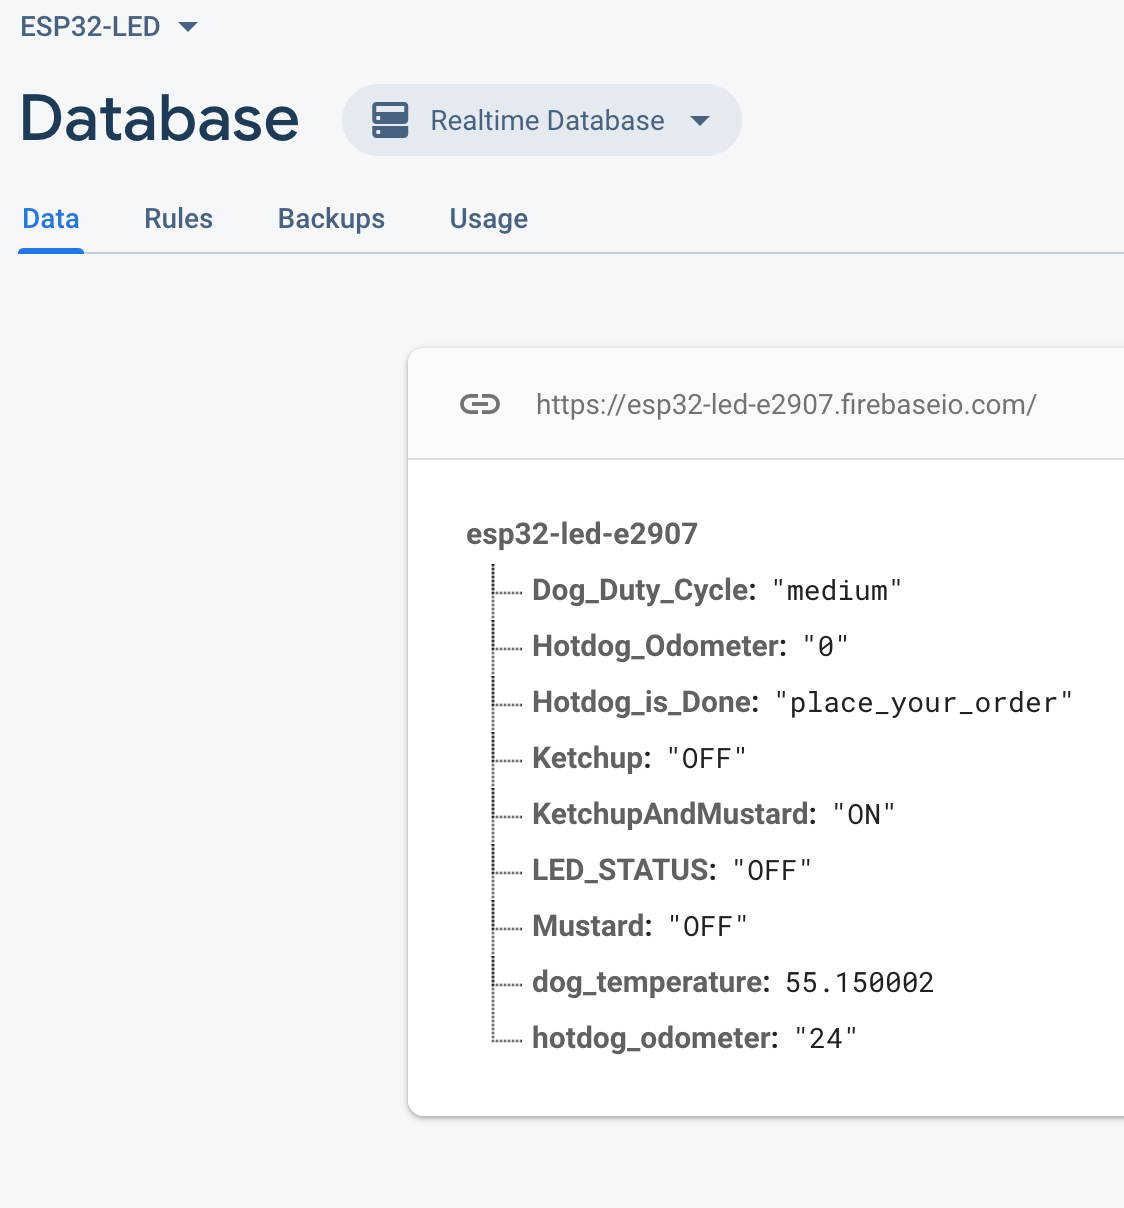 ESP32-LED
Database
Realtime Database
Data Rules Backups Usage
https://esp32-led-e2907.firebaseio.com/
esp32-led-e2907
Dog_Duty_Cycle: "medium"
Hotdog_Odometer: "0"
Hotdog_is_Done: "place_your_order"
Ketchup: "OFF"
KetchupAndMustard: "ON"
LED_STATUS: "OFF"
Mustard: "OFF"
dog_temperature: 55.150002
hotdog_odometer: "24"